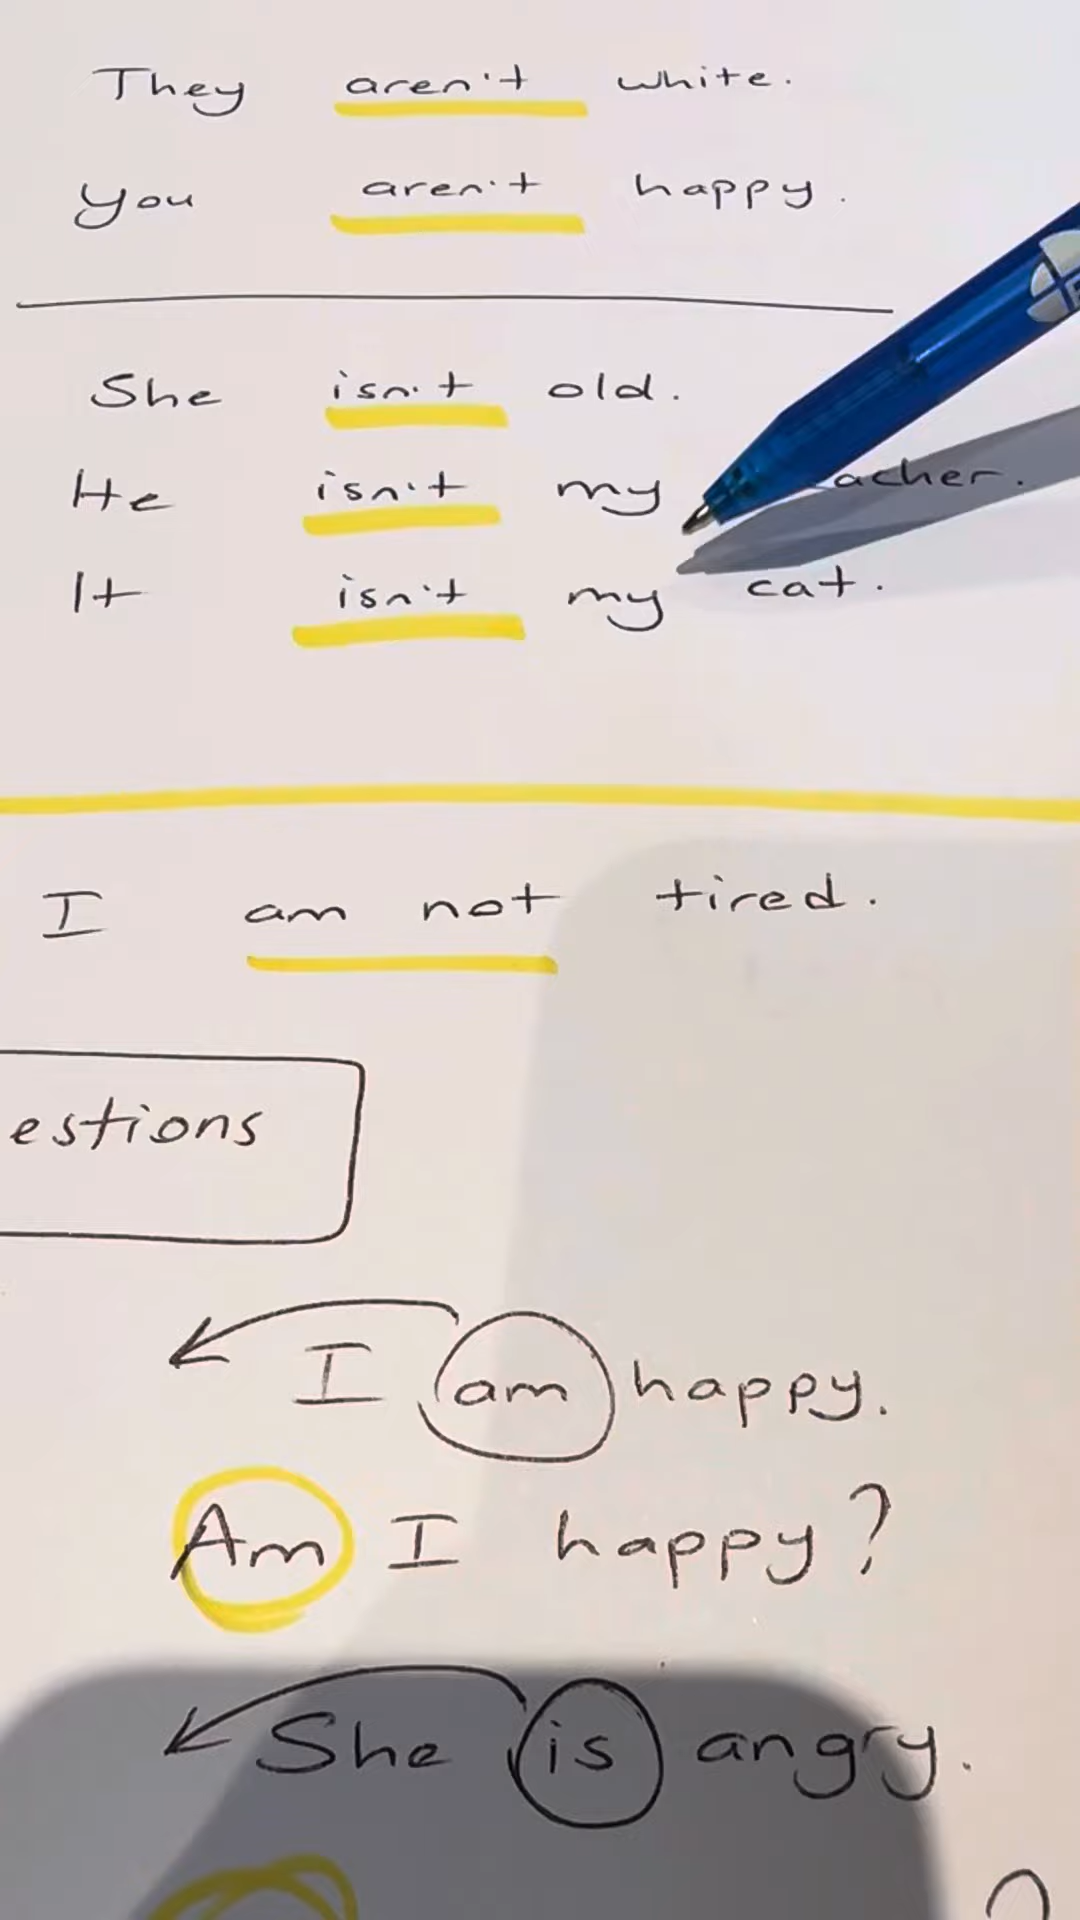 They aren't white.
You aren't happy.
She isn't old.
He isn't my
It isn't my cat.
I am not tired.
estions
I am happy.
Am I happy?
She is angry.
?